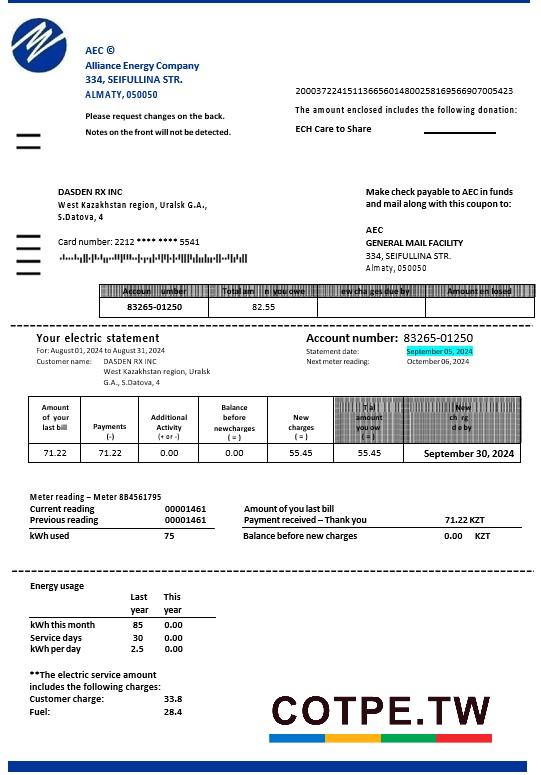 AEC ©
Alliance Energy Company
334, SEIFULLINA STR.
ALMATY, 050050
Please request changes on the back.
Notes on the front will not be detected.
200037224151136656014800258169566907005423
The amount enclosed includes the following donation:
ECH Care to Share
DASDEN RX INC
West Kazakhstan region, Uralsk G.A.,
S.Datova, 4
Card number: 2212 **** **** 5541
Make check payable to AEC in funds
and mail along with this coupon to:
AEC
GENERAL MAIL FACILITY
334, SEIFULLINA STR.
Almaty, 050050
Accoun umber Total am n you owe ew cha ges due by Amount en losed
83265-01250 82.55
Your electric statement
For: August 01, 2024 to August 31, 2024
Customer name: DASDEN RX INC
West Kazakhstan region, Uralsk
G.A., S.Datova, 4
Account number: 83265-01250
Statement date: September 05, 2024
Next meter reading: Octember 06, 2024
Amount of your last bill
Payments (-)
Additional Activity (+ or -)
Balance before newcharges ( = )
New charges ( = )
T al amount you ow ( = )
New ch rg d e by
71.22 71.22 0.00 0.00 55.45 55.45 September 30, 2024
Meter reading – Meter 8B4561795
Current reading 00001461
Previous reading 00001461
kWh used 75
Amount of you last bill
Payment received – Thank you 71.22 KZT
Balance before new charges 0.00 KZT
Energy usage
Last year This year
kWh this month 85 0.00
Service days 30 0.00
kWh per day 2.5 0.00
**The electric service amount
includes the following charges:
Customer charge: 33.8
Fuel: 28.4
COTPE.TW